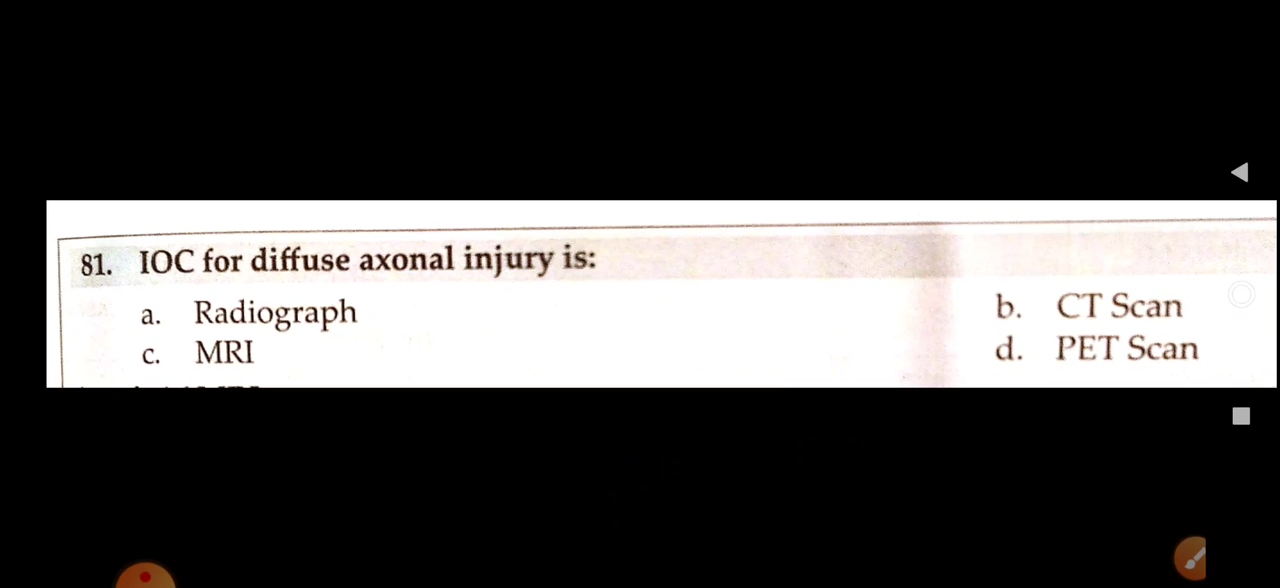 81. IOC for diffuse axonal injury is:
a. Radiograph b. CT Scan
c. MRI d. PET Scan